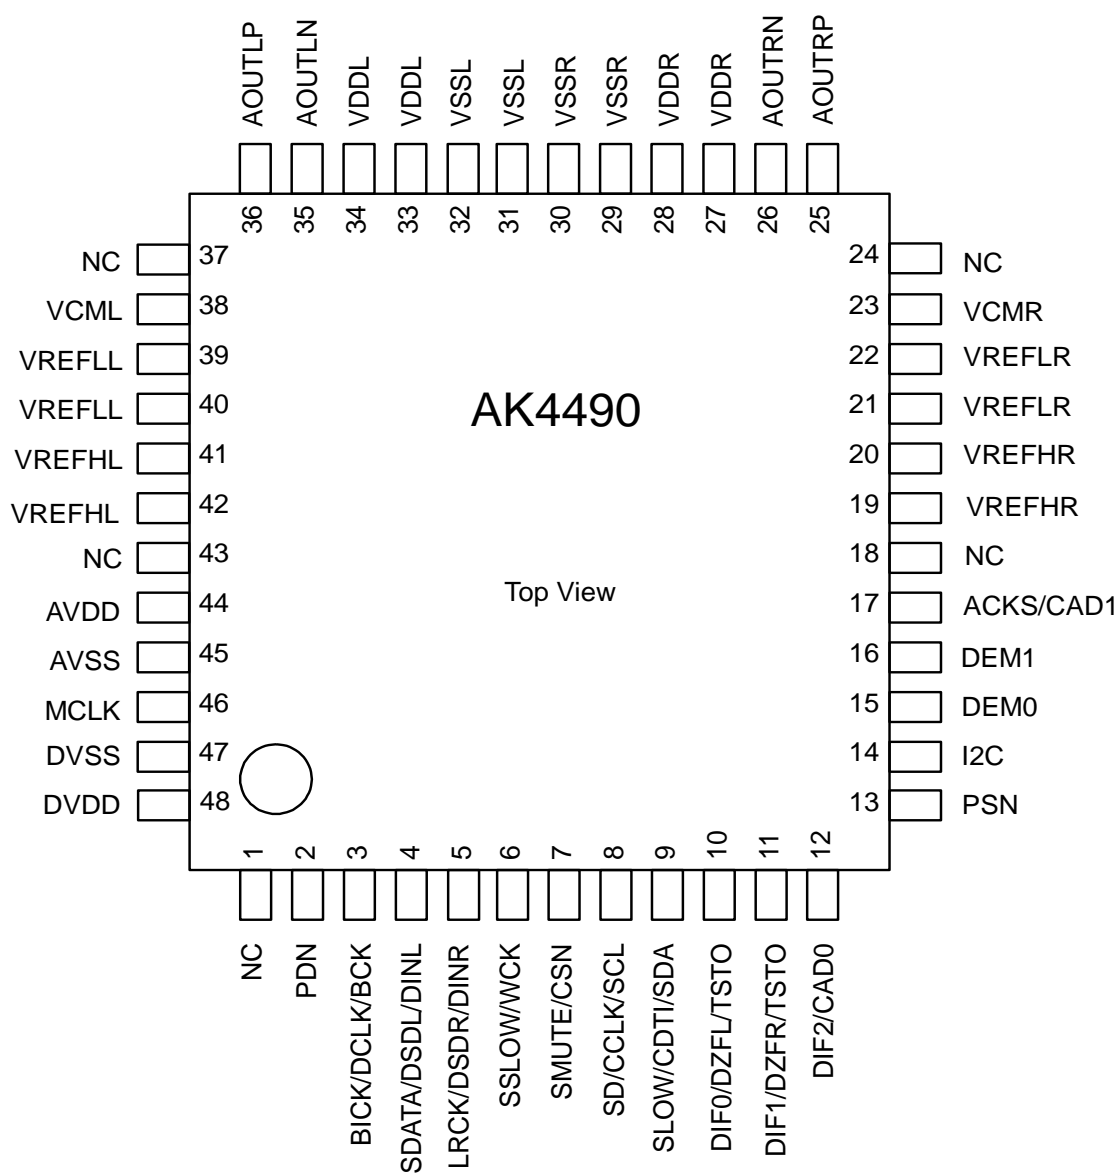 AOUTLP
AOUTLN
VDDL
VDDL
VSSL
VSSL
VSSR
VSSR
VDDR
VDDR
AOUTRN
AOUTRP
36
35
34
33
32
31
30
29
28
27
26
25
NC 37
24 NC
VCML 38
23 VCMR
VREFLL 39
22 VREFLR
VREFLL 40
21 VREFLR
AK4490
VREFHL 41
20 VREFHR
VREFHL 42
19 VREFHR
NC 43
18 NC
Top View
AVDD 44
17 ACKS/CAD1
AVSS 45
16 DEM1
MCLK 46
15 DEM0
DVSS 47
14 I2C
DVDD 48
13 PSN
1
2
3
4
5
6
7
8
9
10
11
12
NC
PDN
BICK/DCLK/BCK
SDATA/DSDL/DINL
LRCK/DSDR/DINR
SSLOW/WCK
SMUTE/CSN
SD/CCLK/SCL
SLOW/CDTI/SDA
DIF0/DZFL/TSTO
DIF1/DZFR/TSTO
DIF2/CAD0